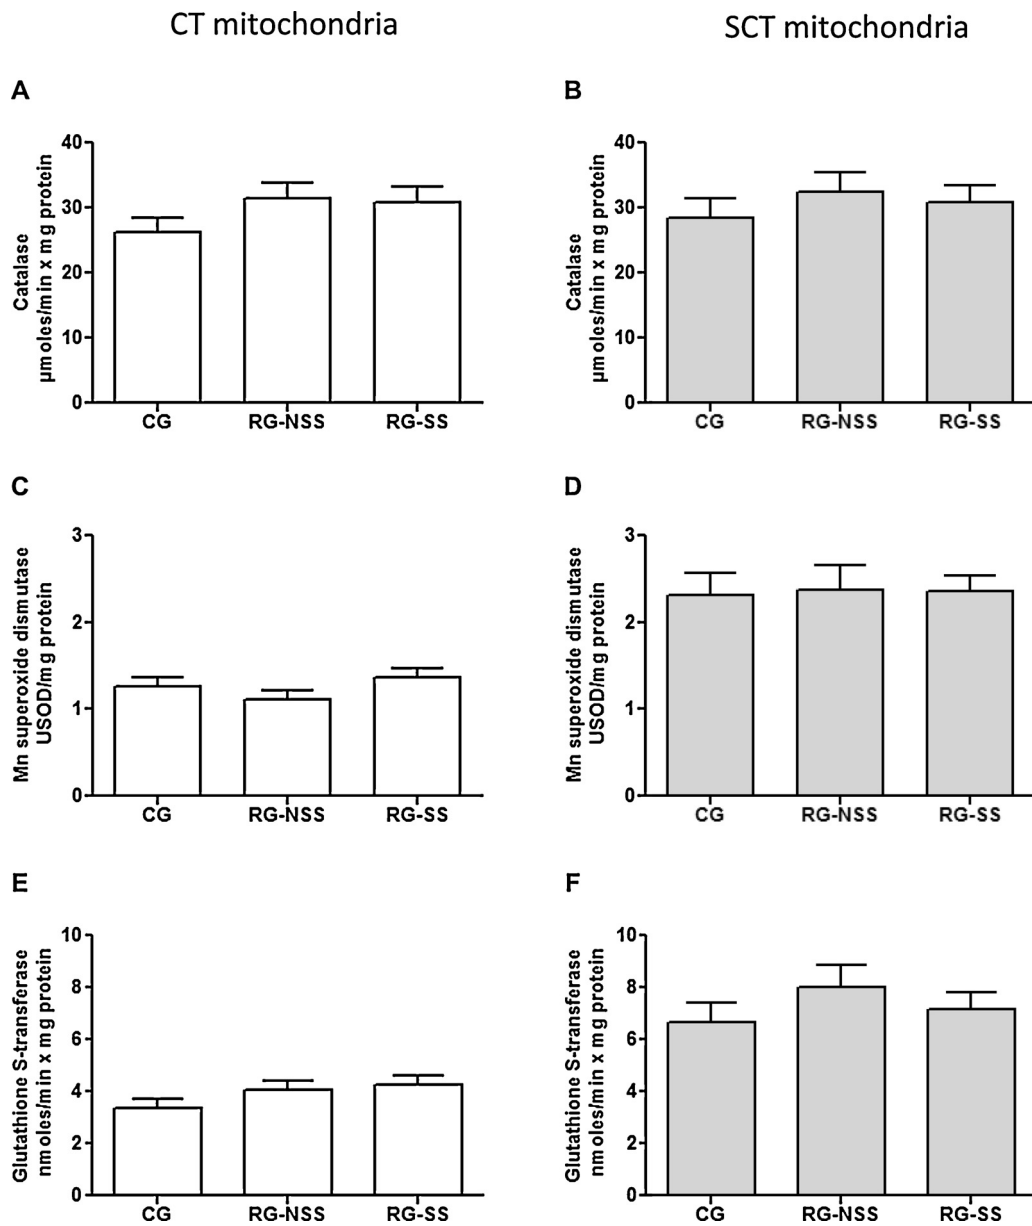 CT mitochondria
SCT mitochondria
A
Catalase
µmoles/min x mg protein
40
30
20
10
0
CG RG-NSS RG-SS
B
Catalase
µmoles/min x mg protein
40
30
20
10
0
CG RG-NSS RG-SS
C
Mn superoxide dismutase
USOD/mg protein
3
2
1
0
CG RG-NSS RG-SS
D
Mn superoxide dismutase
USOD/mg protein
3
2
1
0
CG RG-NSS RG-SS
E
Glutathione S-transferase
nmoles/min x mg protein
10
8
6
4
2
0
CG RG-NSS RG-SS
F
Glutathione S-transferase
nmoles/min x mg protein
10
8
6
4
2
0
CG RG-NSS RG-SS